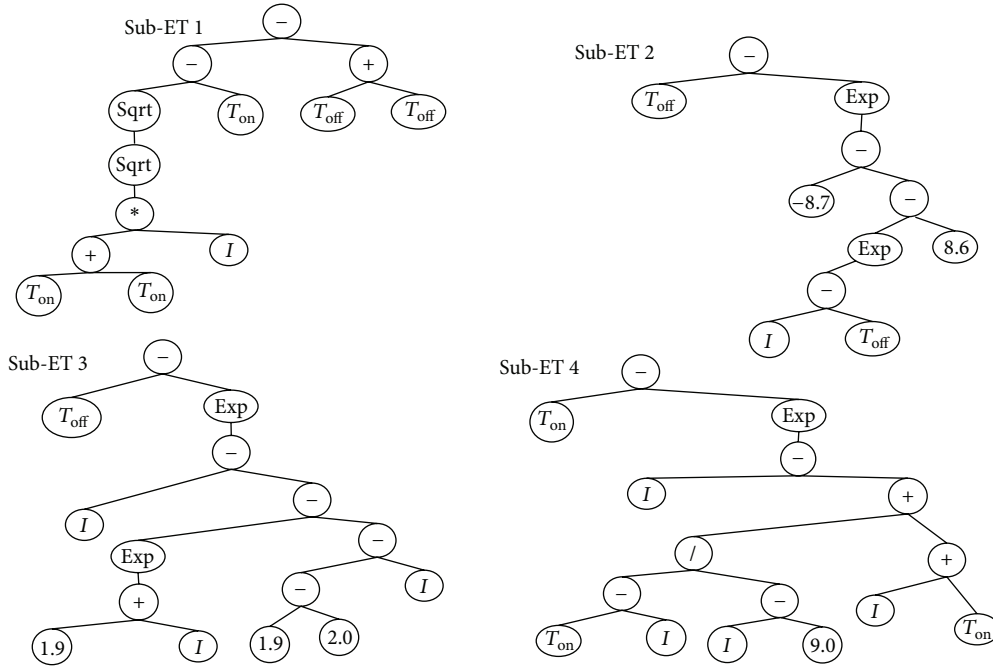 Sub-ET 1
−
− +
Sqrt T_on T_off T_off
Sqrt
*
+ I
T_on T_on
Sub-ET 2
−
T_off Exp
−
−8.7 −
Exp 8.6
−
I T_off
Sub-ET 3
−
T_off Exp
−
I −
Exp −
+ − I
1.9 I 1.9 2.0
Sub-ET 4
−
T_on Exp
−
I +
/ +
− − I T_on
T_on I I 9.0